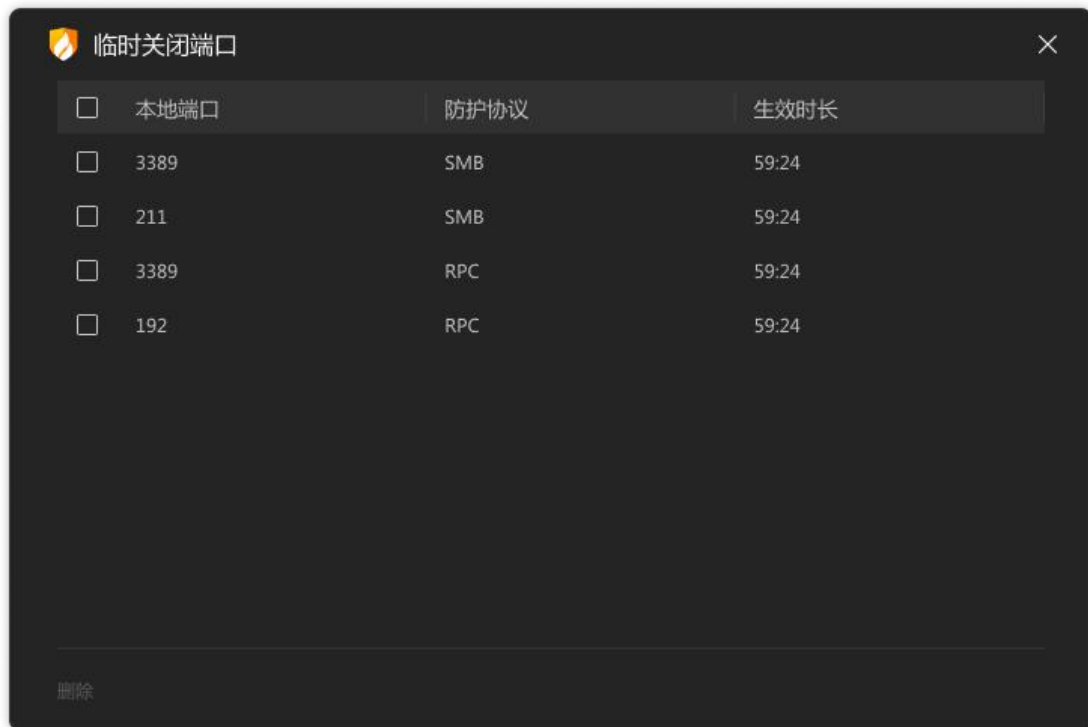 临时关闭端口
本地端口 防护协议 生效时长
3389 SMB 59:24
211 SMB 59:24
3389 RPC 59:24
192 RPC 59:24
删除